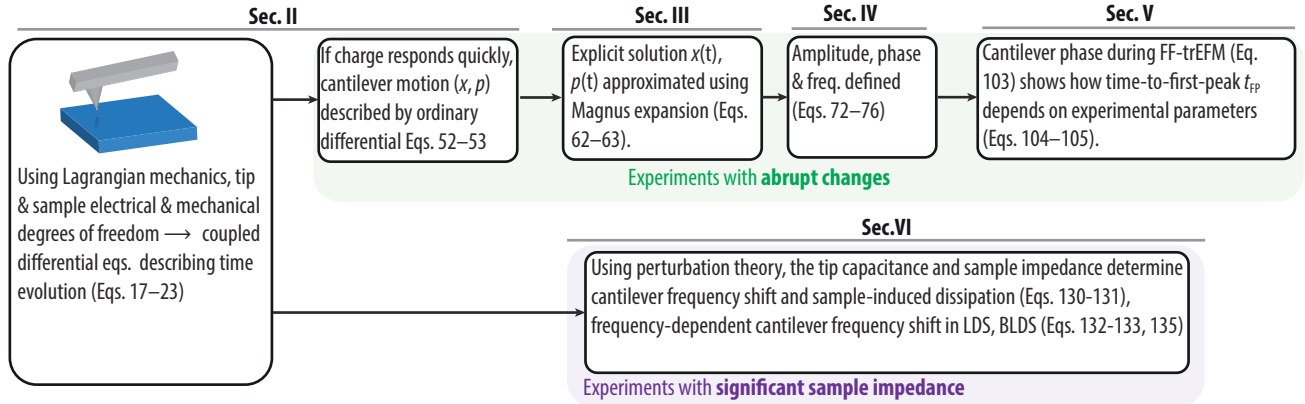 Sec. II
Using Lagrangian mechanics, tip
& sample electrical & mechanical
degrees of freedom ⟶ coupled
differential eqs. describing time
evolution (Eqs. 17–23)
If charge responds quickly,
cantilever motion (x, p)
described by ordinary
differential Eqs. 52–53
Sec. III
Explicit solution x(t),
p(t) approximated using
Magnus expansion (Eqs.
62–63).
Sec. IV
Amplitude, phase
& freq. defined
(Eqs. 72–76)
Sec. V
Cantilever phase during FF-trEFM (Eq.
103) shows how time-to-first-peak t_FP
depends on experimental parameters
(Eqs. 104–105).
Experiments with abrupt changes
Sec.VI
Using perturbation theory, the tip capacitance and sample impedance determine
cantilever frequency shift and sample-induced dissipation (Eqs. 130-131),
frequency-dependent cantilever frequency shift in LDS, BLDS (Eqs. 132-133, 135)
Experiments with significant sample impedance